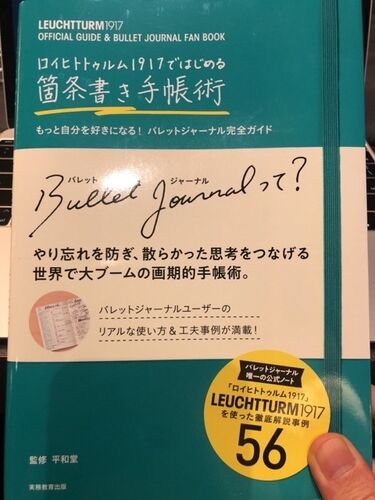 LEUCHTTURM1917
OFFICIAL GUIDE & BULLET JOURNAL FAN BOOK
ロイヒトトゥルム1917ではじめる
箇条書き手帳術
もっと自分を好きになる! バレットジャーナル完全ガイド
バレット ジャーナル
Bullet Journalって?
やり忘れを防ぎ、散らかった思考をつなげる
世界で大ブームの画期的手帳術。
バレットジャーナルユーザーの
リアルな使い方&工夫事例が満載!
バレットジャーナル
唯一の公式ノート
「ロイヒトトゥルム1917」
LEUCHTTURM1917
を使った徹底解説事例
56
監修 平和堂
実務教育出版